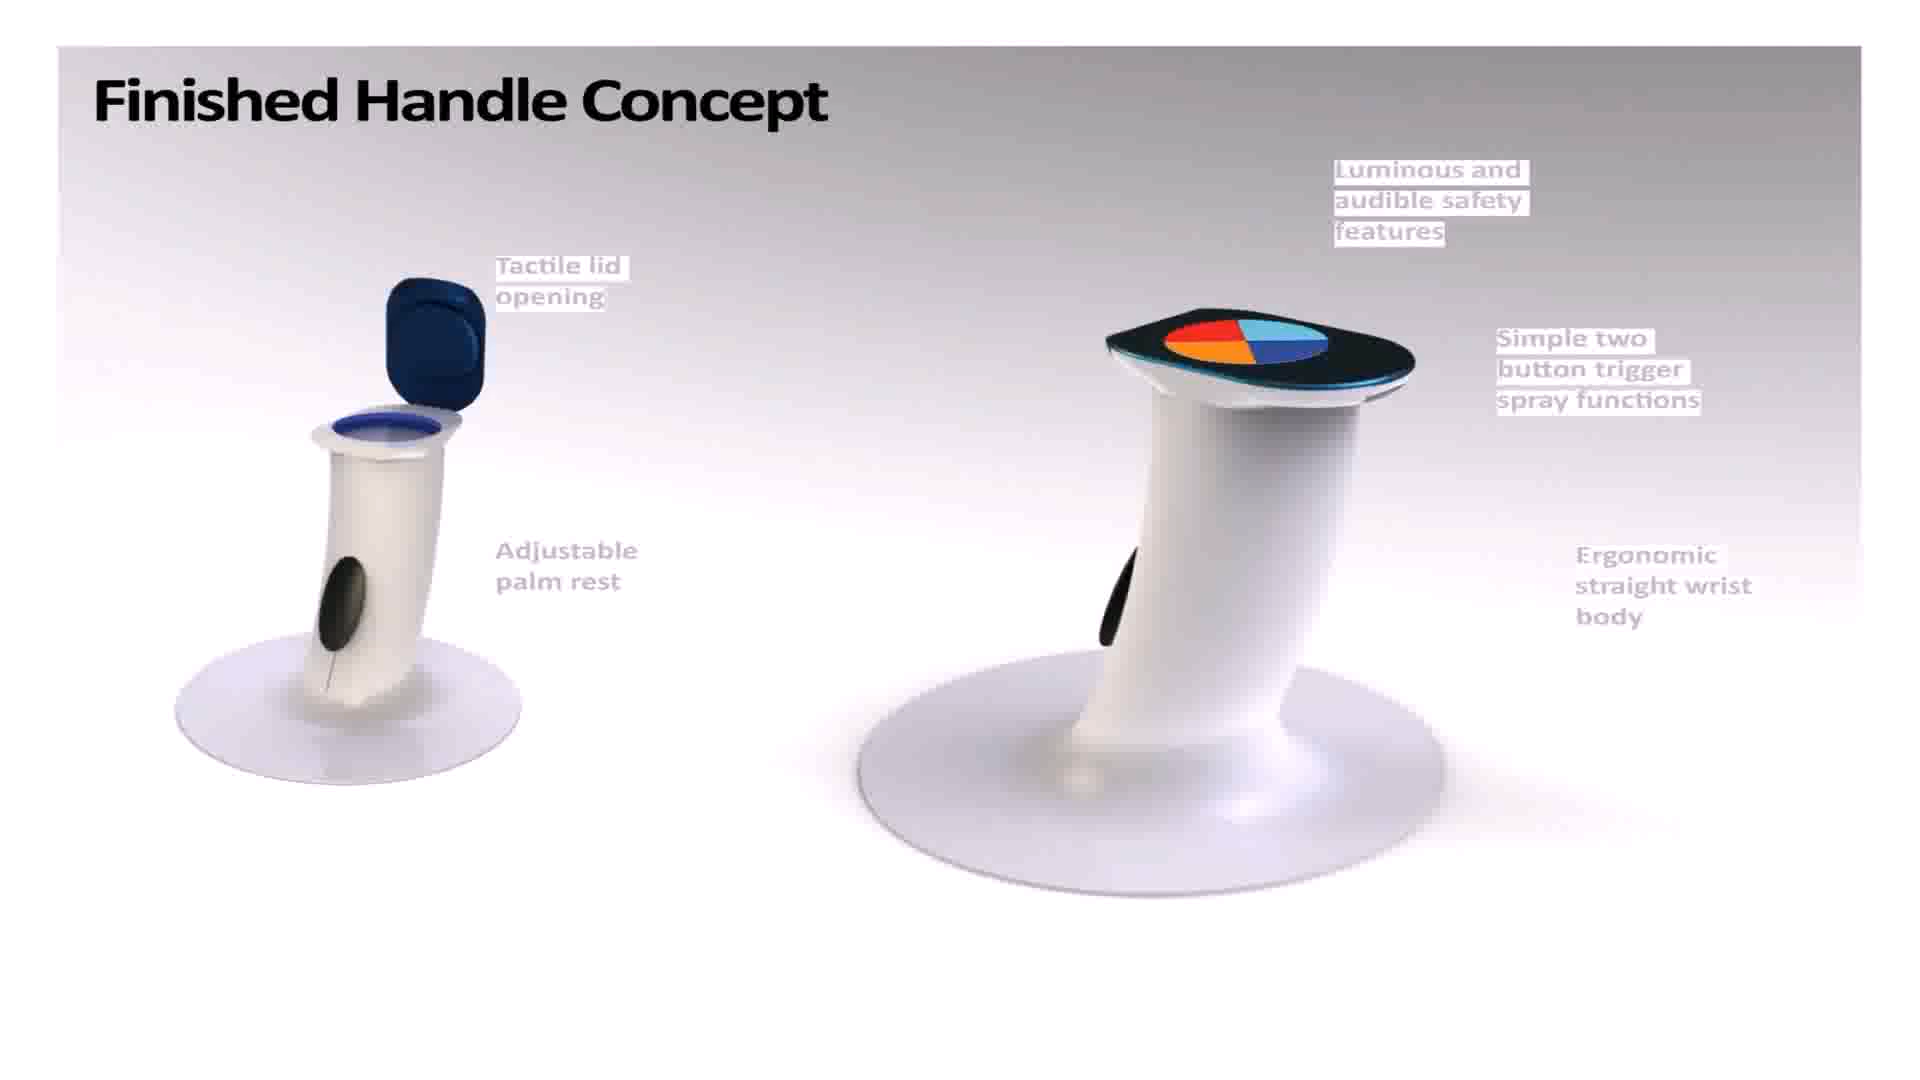 Finished Handle Concept
Luminous and
audible safety
features
Tactile lid
opening
Simple two
button trigger
spray functions
Adjustable
palm rest
Ergonomic
straight wrist
body